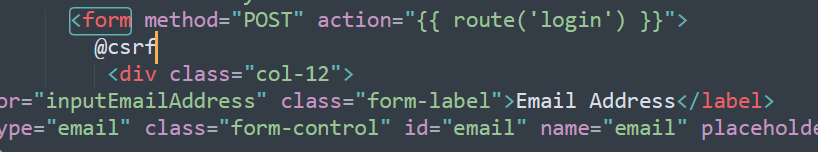 <form method="POST" action="{{ route('login') }}">
@csrf
<div class="col-12">
or="inputEmailAddress" class="form-label">Email Address</label>
ype="email" class="form-control" id="email" name="email" placeholde